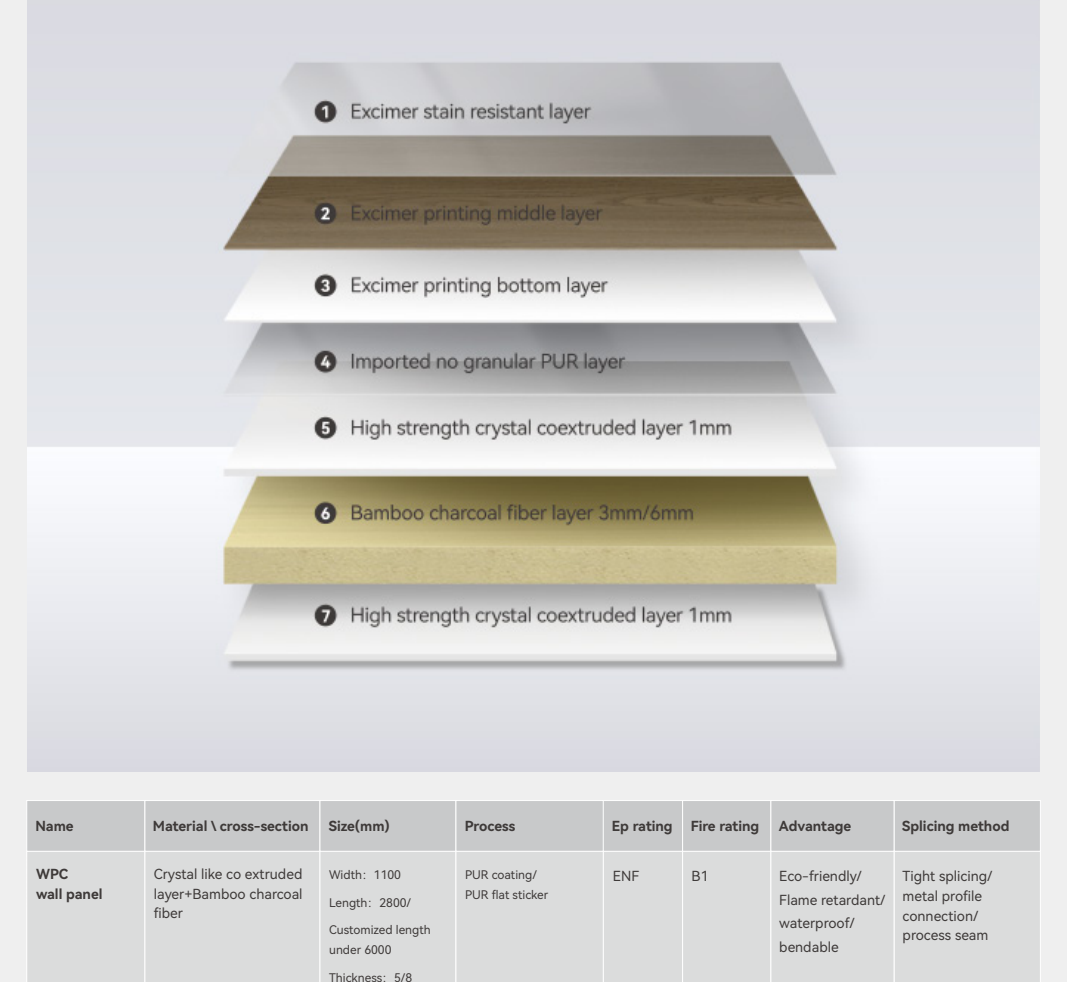 1 Excimer stain resistant layer
2 Excimer printing middle layer
3 Excimer printing bottom layer
4 Imported no granular PUR layer
5 High strength crystal coextruded layer 1mm
6 Bamboo charcoal fiber layer 3mm/6mm
7 High strength crystal coextruded layer 1mm
Name
Material \ cross-section
Size(mm)
Process
Ep rating
Fire rating
Advantage
Splicing method
WPC
wall panel
Crystal like co extruded
layer+Bamboo charcoal
fiber
Width: 1100
Length: 2800/
Customized length
under 6000
Thickness: 5/8
PUR coating/
PUR flat sticker
ENF
B1
Eco-friendly/
Flame retardant/
waterproof/
bendable
Tight splicing/
metal profile
connection/
process seam